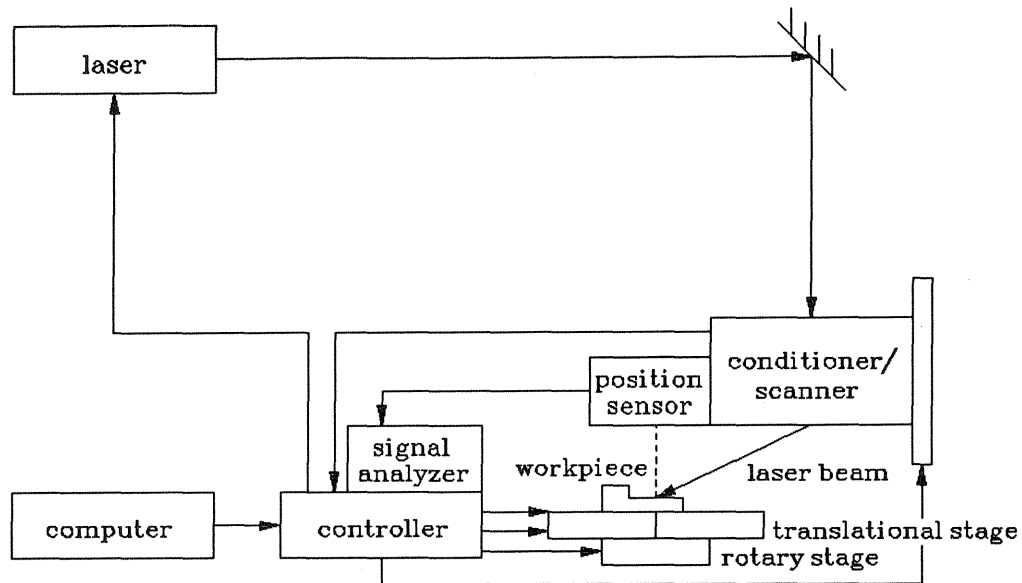 laser
conditioner/
scanner
position
sensor
signal
analyzer
workpiece
laser beam
computer
controller
translational stage
rotary stage